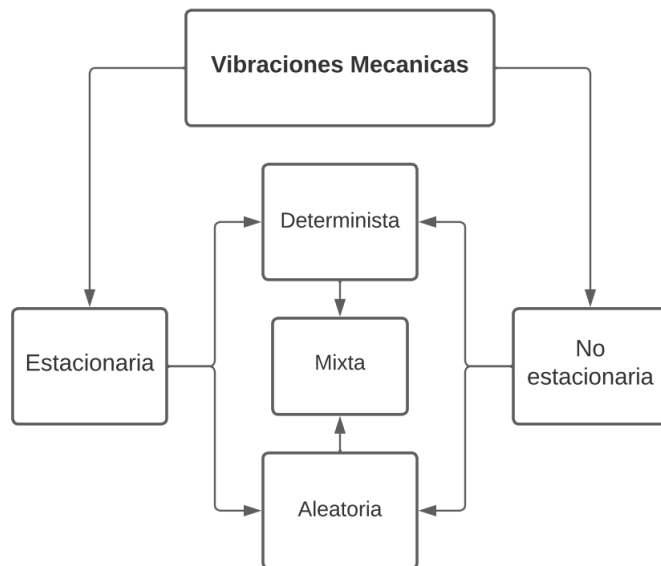 Vibraciones Mecanicas
Determinista
Estacionaria
Mixta
No
estacionaria
Aleatoria